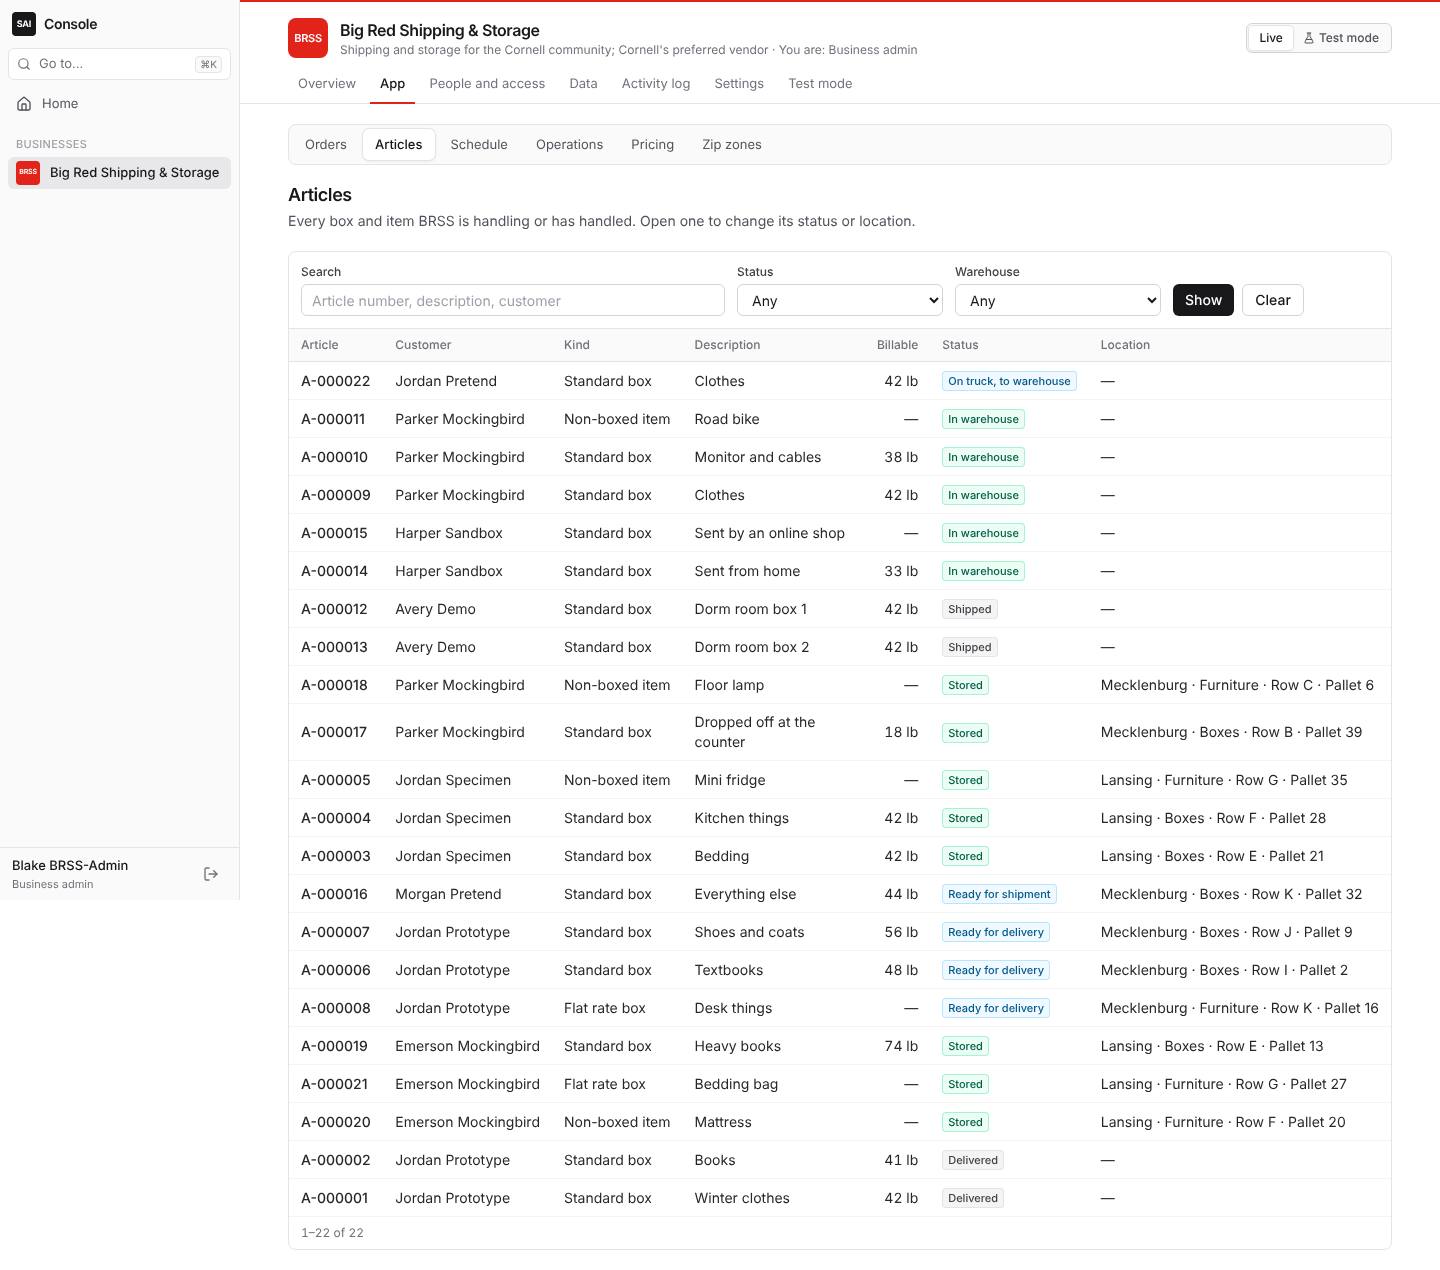 SAI Console
Go to... ⌘K
Home
BUSINESSES
BRSS Big Red Shipping & Storage
Blake BRSS-Admin
Business admin
BRSS
Big Red Shipping & Storage
Shipping and storage for the Cornell community; Cornell's preferred vendor · You are: Business admin
Live Test mode
Overview App People and access Data Activity log Settings Test mode
Orders Articles Schedule Operations Pricing Zip zones
Articles
Every box and item BRSS is handling or has handled. Open one to change its status or location.
Search Status Warehouse
Article number, description, customer Any Any Show Clear
Article Customer Kind Description Billable Status Location
A-000022 Jordan Pretend Standard box Clothes 42 lb On truck, to warehouse —
A-000011 Parker Mockingbird Non-boxed item Road bike — In warehouse —
A-000010 Parker Mockingbird Standard box Monitor and cables 38 lb In warehouse —
A-000009 Parker Mockingbird Standard box Clothes 42 lb In warehouse —
A-000015 Harper Sandbox Standard box Sent by an online shop — In warehouse —
A-000014 Harper Sandbox Standard box Sent from home 33 lb In warehouse —
A-000012 Avery Demo Standard box Dorm room box 1 42 lb Shipped —
A-000013 Avery Demo Standard box Dorm room box 2 42 lb Shipped —
A-000018 Parker Mockingbird Non-boxed item Floor lamp — Stored Mecklenburg · Furniture · Row C · Pallet 6
A-000017 Parker Mockingbird Standard box Dropped off at the counter 18 lb Stored Mecklenburg · Boxes · Row B · Pallet 39
A-000005 Jordan Specimen Non-boxed item Mini fridge — Stored Lansing · Furniture · Row G · Pallet 35
A-000004 Jordan Specimen Standard box Kitchen things 42 lb Stored Lansing · Boxes · Row F · Pallet 28
A-000003 Jordan Specimen Standard box Bedding 42 lb Stored Lansing · Boxes · Row E · Pallet 21
A-000016 Morgan Pretend Standard box Everything else 44 lb Ready for shipment Mecklenburg · Boxes · Row K · Pallet 32
A-000007 Jordan Prototype Standard box Shoes and coats 56 lb Ready for delivery Mecklenburg · Boxes · Row J · Pallet 9
A-000006 Jordan Prototype Standard box Textbooks 48 lb Ready for delivery Mecklenburg · Boxes · Row I · Pallet 2
A-000008 Jordan Prototype Flat rate box Desk things — Ready for delivery Mecklenburg · Furniture · Row K · Pallet 16
A-000019 Emerson Mockingbird Standard box Heavy books 74 lb Stored Lansing · Boxes · Row E · Pallet 13
A-000021 Emerson Mockingbird Flat rate box Bedding bag — Stored Lansing · Furniture · Row G · Pallet 27
A-000020 Emerson Mockingbird Non-boxed item Mattress — Stored Lansing · Furniture · Row F · Pallet 20
A-000002 Jordan Prototype Standard box Books 41 lb Delivered —
A-000001 Jordan Prototype Standard box Winter clothes 42 lb Delivered —
1–22 of 22